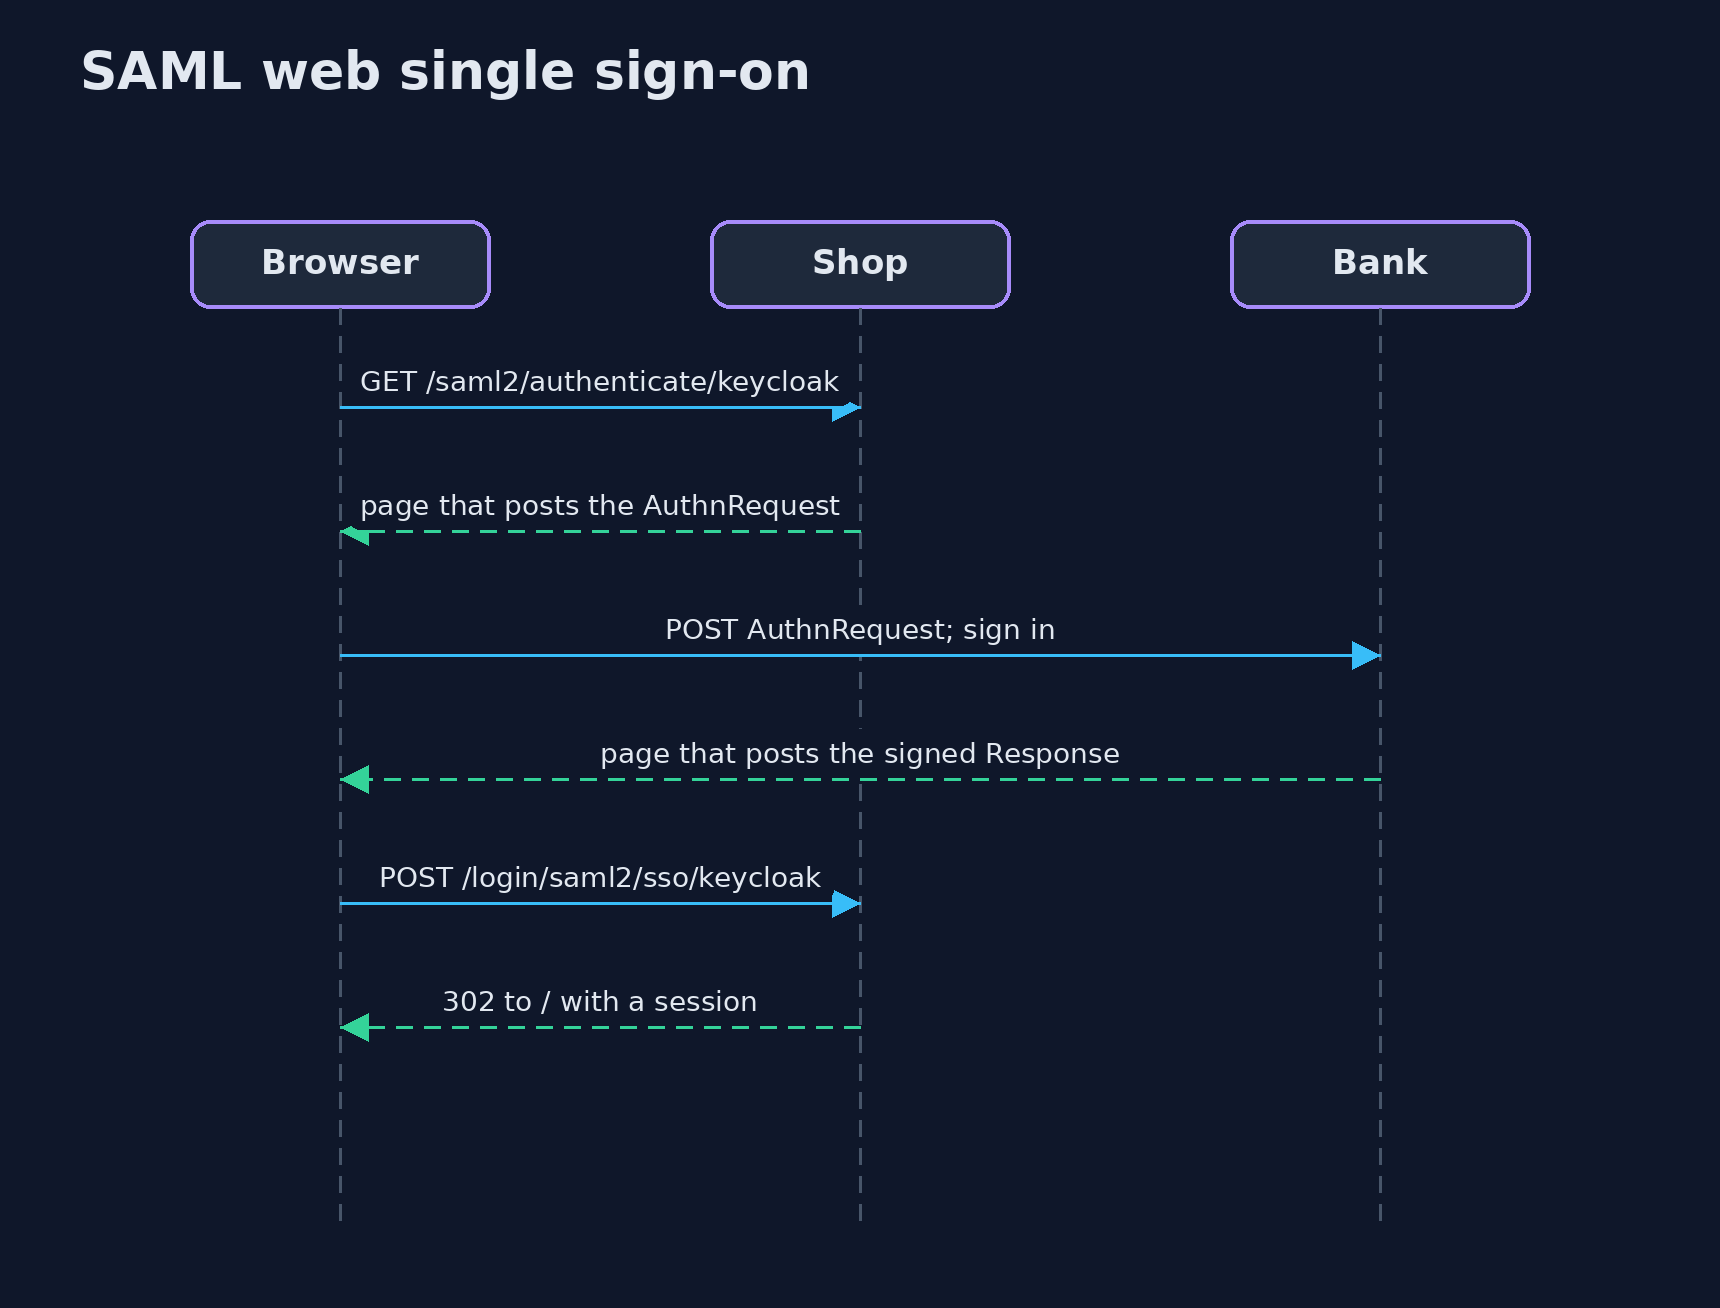 SAML web single sign-on
Browser
Shop
Bank
GET /saml2/authenticate/keycloak
page that posts the AuthnRequest
POST AuthnRequest; sign in
page that posts the signed Response
POST /login/saml2/sso/keycloak
302 to / with a session